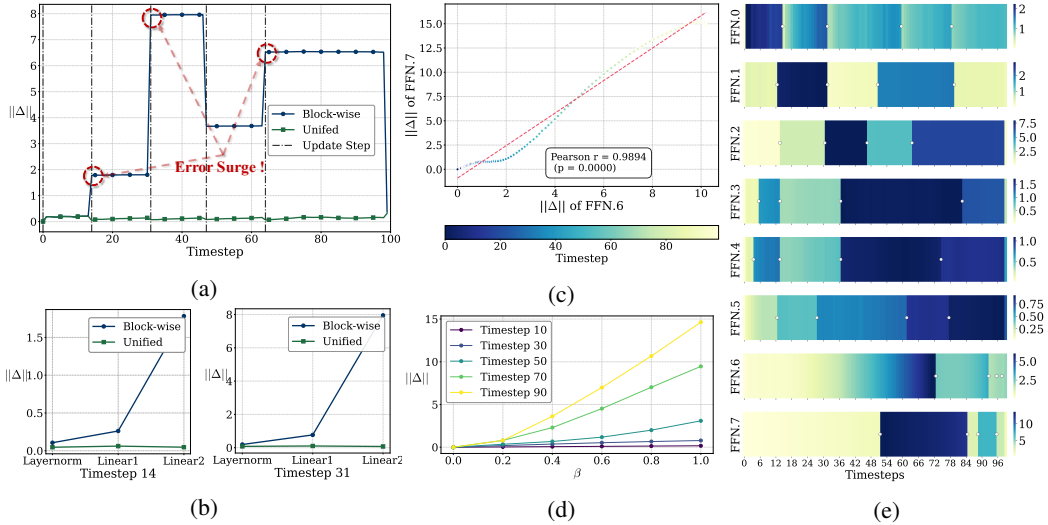 8
7
6
5
4
3
2
1
0
||Δ||
Block-wise
Unifed
Update Step
Error Surge !
0 20 40 60 80 100
Timestep
(a)
15.0
12.5
10.0
7.5
5.0
2.5
0.0
||Δ|| of FFN.7
Pearson r = 0.9894
(p = 0.0000)
0 2 4 6 8 10
||Δ|| of FFN.6
0 20 40 60 80
Timestep
(c)
1.5
1.0
0.5
0.0
||Δ||
Block-wise
Unified
Layernorm Linear1 Linear2
Timestep 14
8
6
4
2
0
||Δ||
Block-wise
Unified
Layernorm Linear1 Linear2
Timestep 31
(b)
15
10
5
0
||Δ||
Timestep 10
Timestep 30
Timestep 50
Timestep 70
Timestep 90
0.0 0.2 0.4 0.6 0.8 1.0
β
(d)
FFN.0
2
1
FFN.1
2
1
FFN.2
7.5
5.0
2.5
FFN.3
1.5
1.0
0.5
FFN.4
1.0
0.5
FFN.5
0.75
0.50
0.25
FFN.6
5.0
2.5
FFN.7
10
5
0 6 12 18 24 30 36 42 48 54 60 66 72 78 84 90 96
Timesteps
(e)